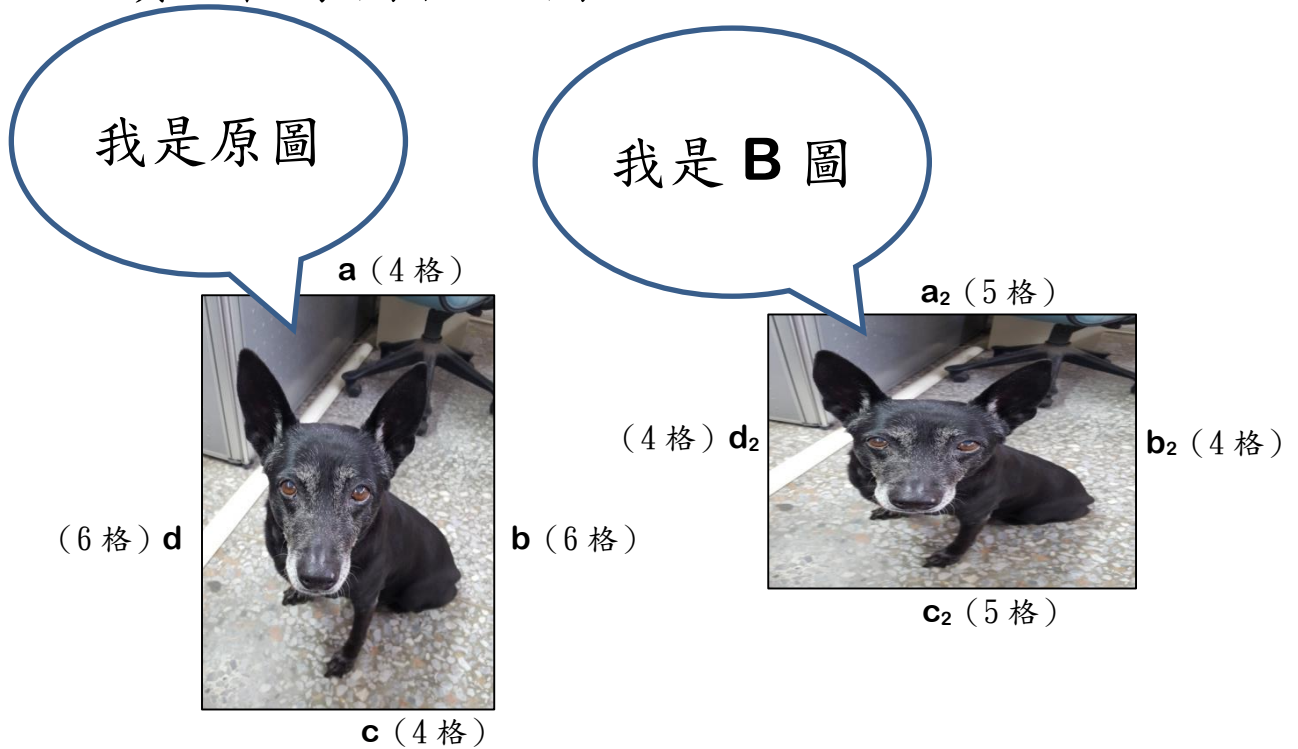 我是原圖
我是 B 圖
a（4 格）
a₂（5 格）
（4 格）d₂
b₂（4 格）
（6 格）d
b（6 格）
c₂（5 格）
c（4 格）